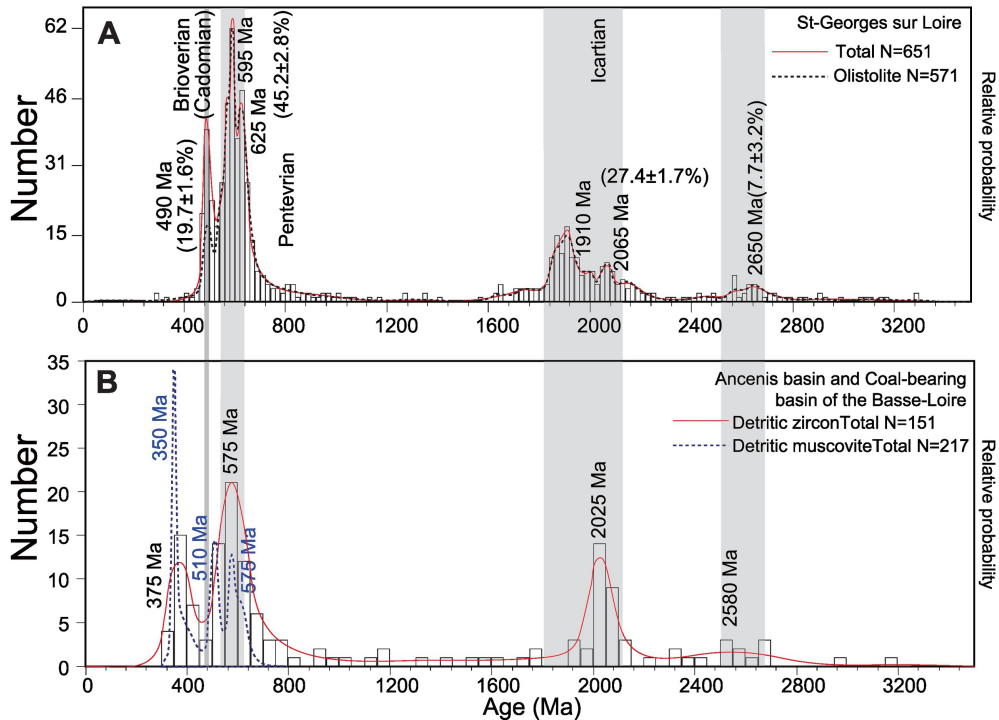 A
St-Georges sur Loire
Total N=651
Olistolite N=571
Number
62
46
31
15
0
Relative probability
490 Ma
(19.7±1.6%)
Brioverian
(Cadomian)
595 Ma
(45.2±2.8%)
625 Ma
Pentevrian
Icartian
1910 Ma
2065 Ma
(27.4±1.7%)
2650 Ma(7.7±3.2%)
0 400 800 1200 1600 2000 2400 2800 3200
B
Ancenis basin and Coal-bearing
basin of the Basse-Loire
Detritic zirconTotal N=151
Detritic muscoviteTotal N=217
Number
35
30
25
20
15
10
5
0
Relative probability
375 Ma
350 Ma
510 Ma
575 Ma
575 Ma
2025 Ma
2580 Ma
0 400 800 1200 1600 2000 2400 2800 3200
Age (Ma)